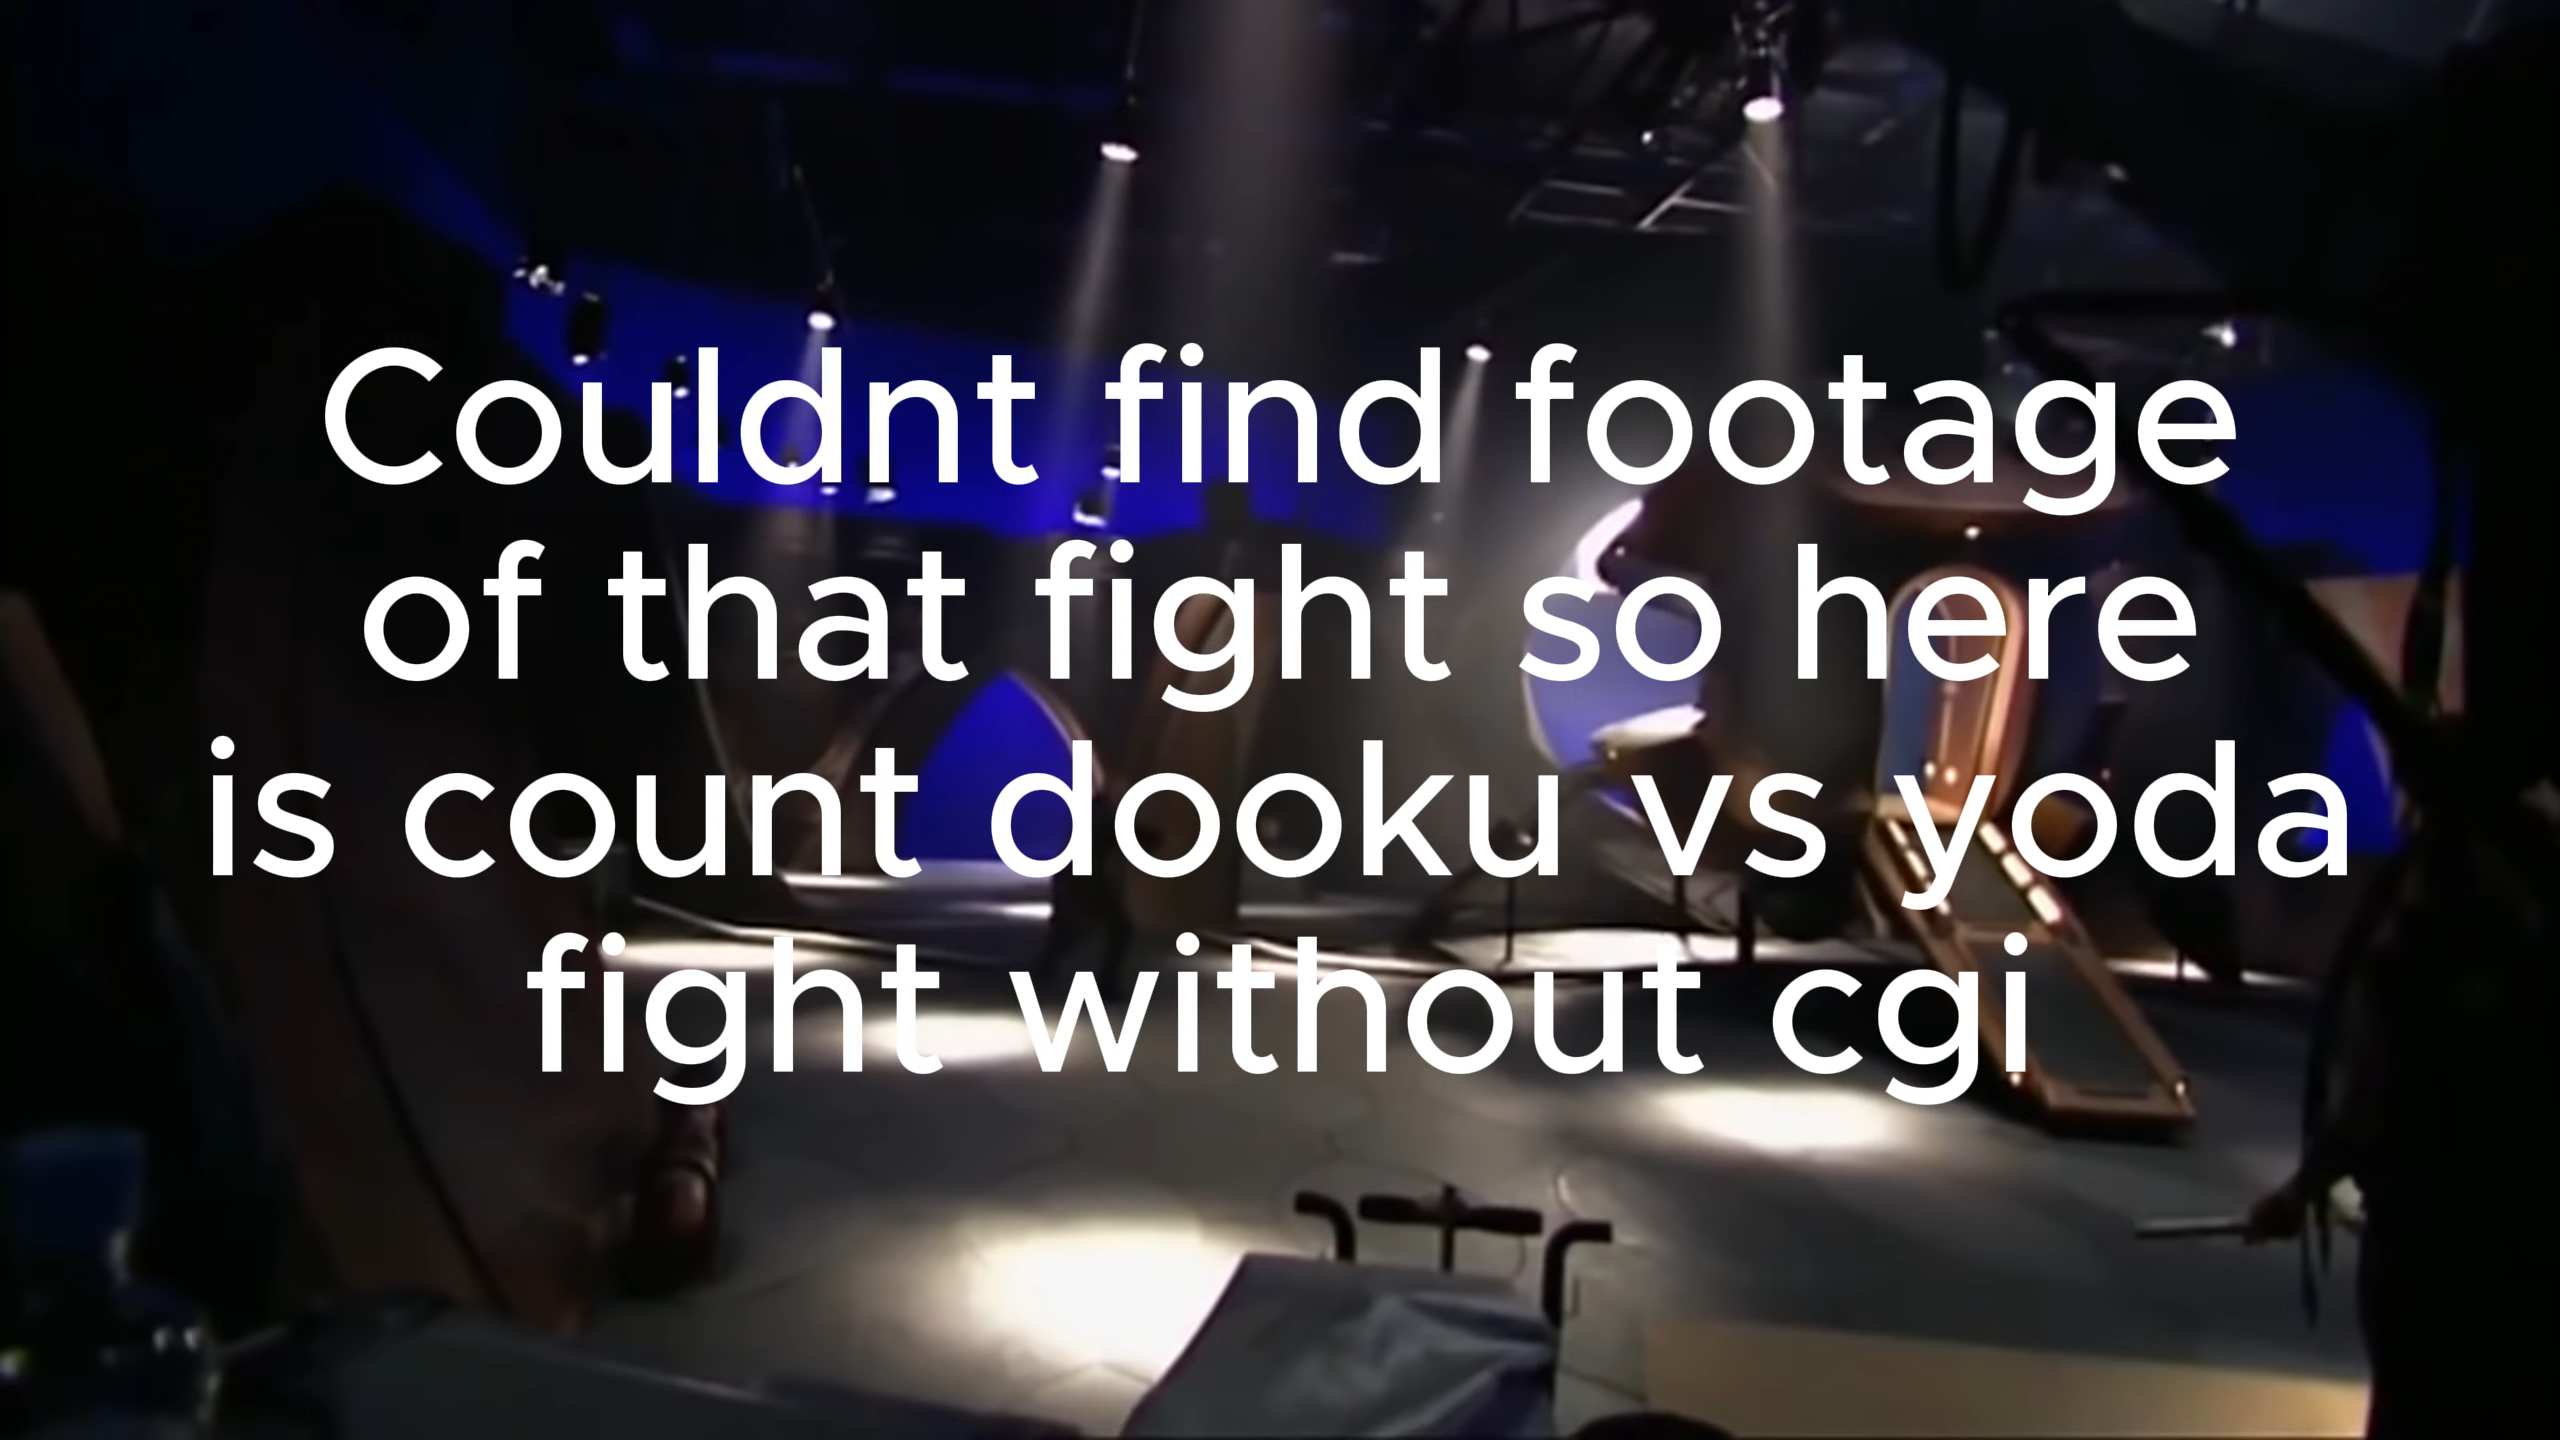 Couldnt find footage
of that fight so here
is count dooku vs yoda
fight without cgi